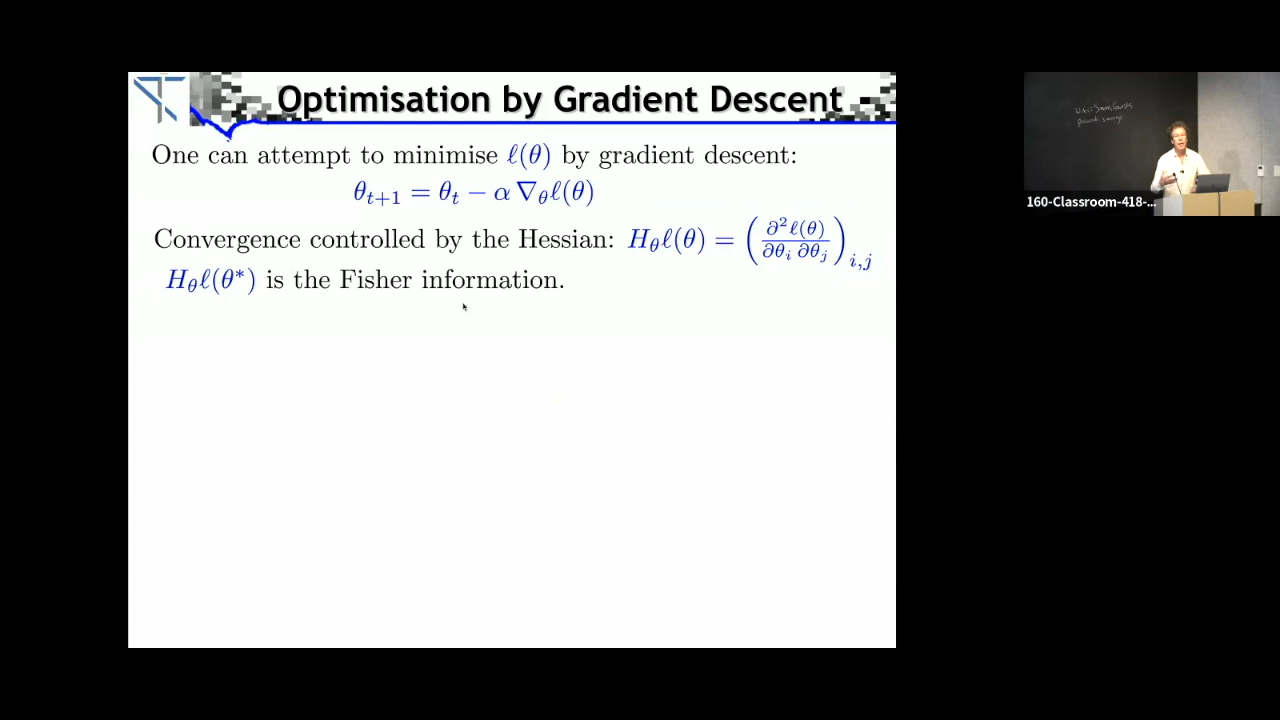 Optimisation by Gradient Descent
One can attempt to minimise ℓ(θ) by gradient descent:
θ_{t+1} = θ_t − α ∇_θ ℓ(θ)
Convergence controlled by the Hessian: H_θ ℓ(θ) = (∂²ℓ(θ) / ∂θ_i ∂θ_j)_{i,j}
H_θ ℓ(θ*) is the Fisher information.
160-Classroom-418-...